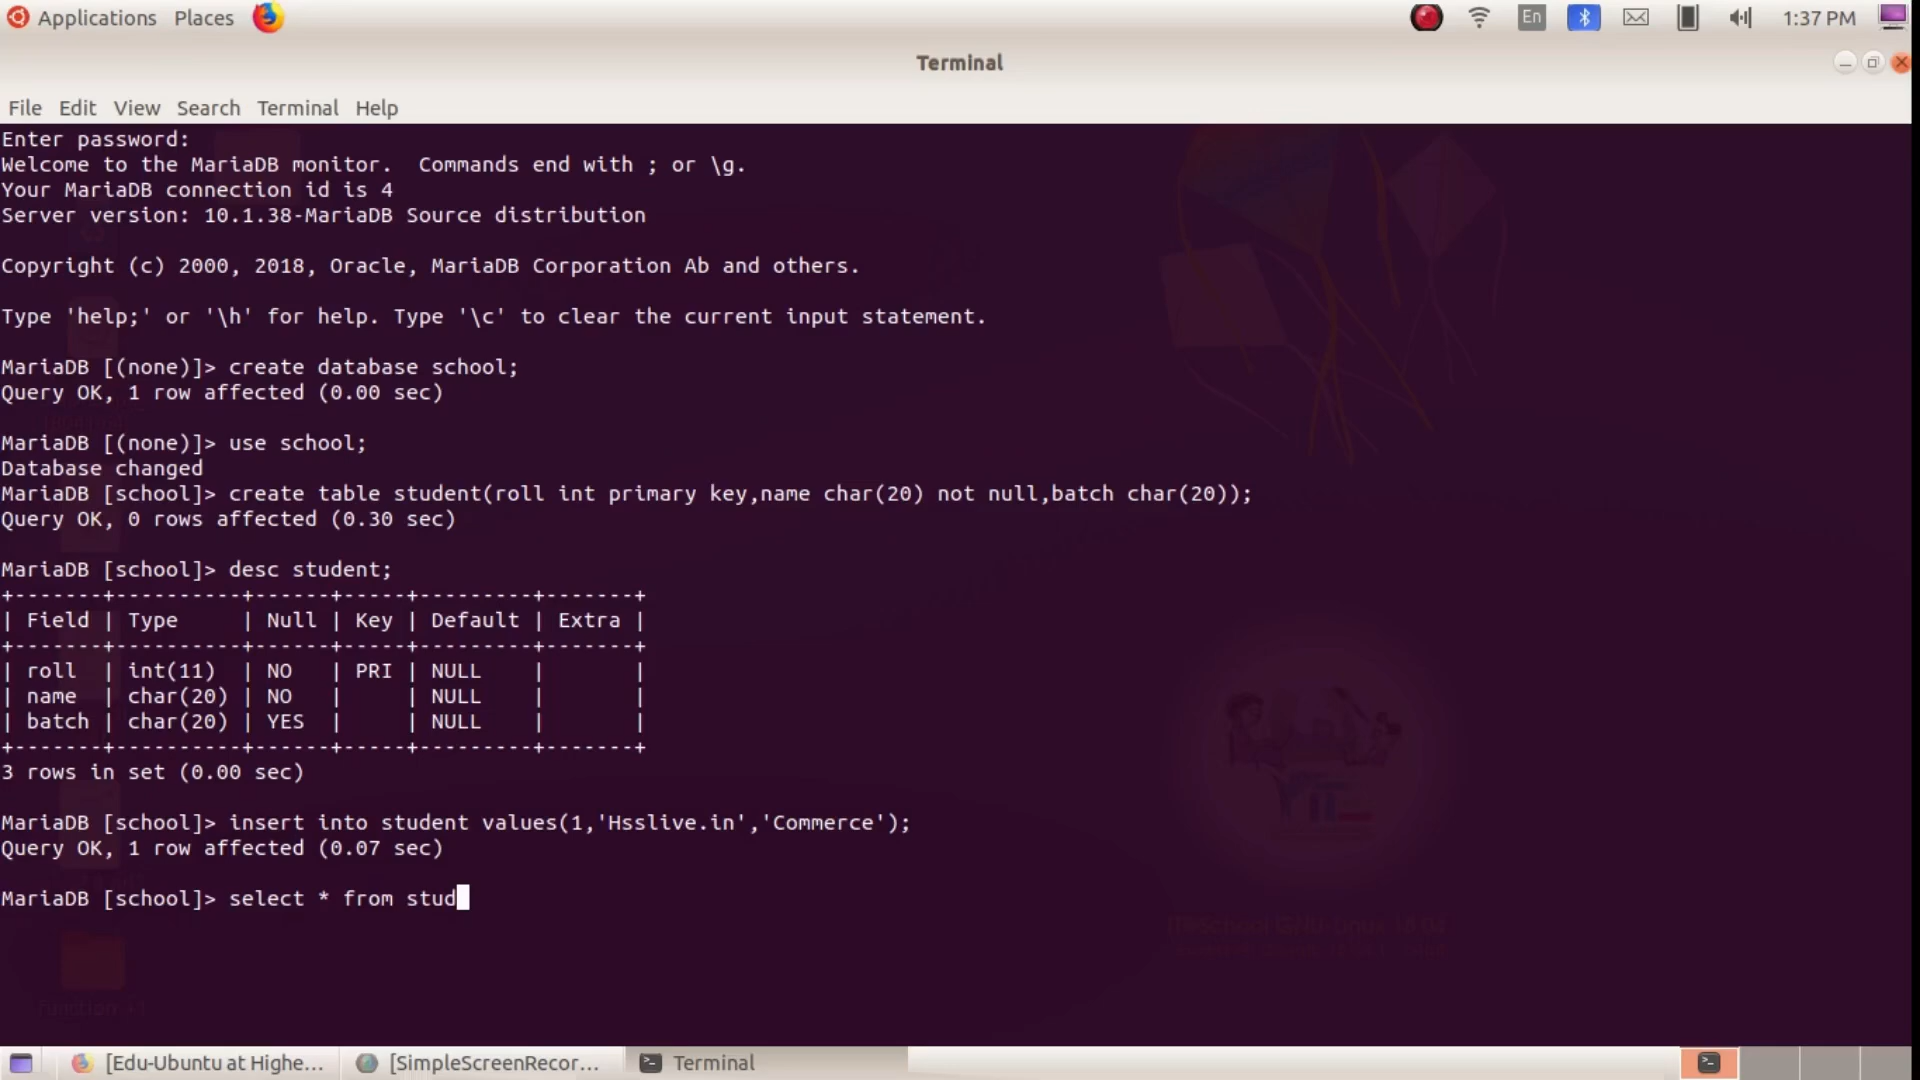 Applications Places En 1:37 PM
Terminal
File Edit View Search Terminal Help
Enter password:
Welcome to the MariaDB monitor.  Commands end with ; or \g.
Your MariaDB connection id is 4
Server version: 10.1.38-MariaDB Source distribution
Copyright (c) 2000, 2018, Oracle, MariaDB Corporation Ab and others.
Type 'help;' or '\h' for help. Type '\c' to clear the current input statement.
MariaDB [(none)]> create database school;
Query OK, 1 row affected (0.00 sec)
MariaDB [(none)]> use school;
Database changed
MariaDB [school]> create table student(roll int primary key,name char(20) not null,batch char(20));
Query OK, 0 rows affected (0.30 sec)
MariaDB [school]> desc student;
+-------+----------+------+-----+---------+-------+
| Field | Type     | Null | Key | Default | Extra |
+-------+----------+------+-----+---------+-------+
| roll  | int(11)  | NO   | PRI | NULL    |       |
| name  | char(20) | NO   |     | NULL    |       |
| batch | char(20) | YES  |     | NULL    |       |
+-------+----------+------+-----+---------+-------+
3 rows in set (0.00 sec)
MariaDB [school]> insert into student values(1,'Hsslive.in','Commerce');
Query OK, 1 row affected (0.07 sec)
MariaDB [school]> select * from stud
[Edu-Ubuntu at Highe... [SimpleScreenRecor... Terminal